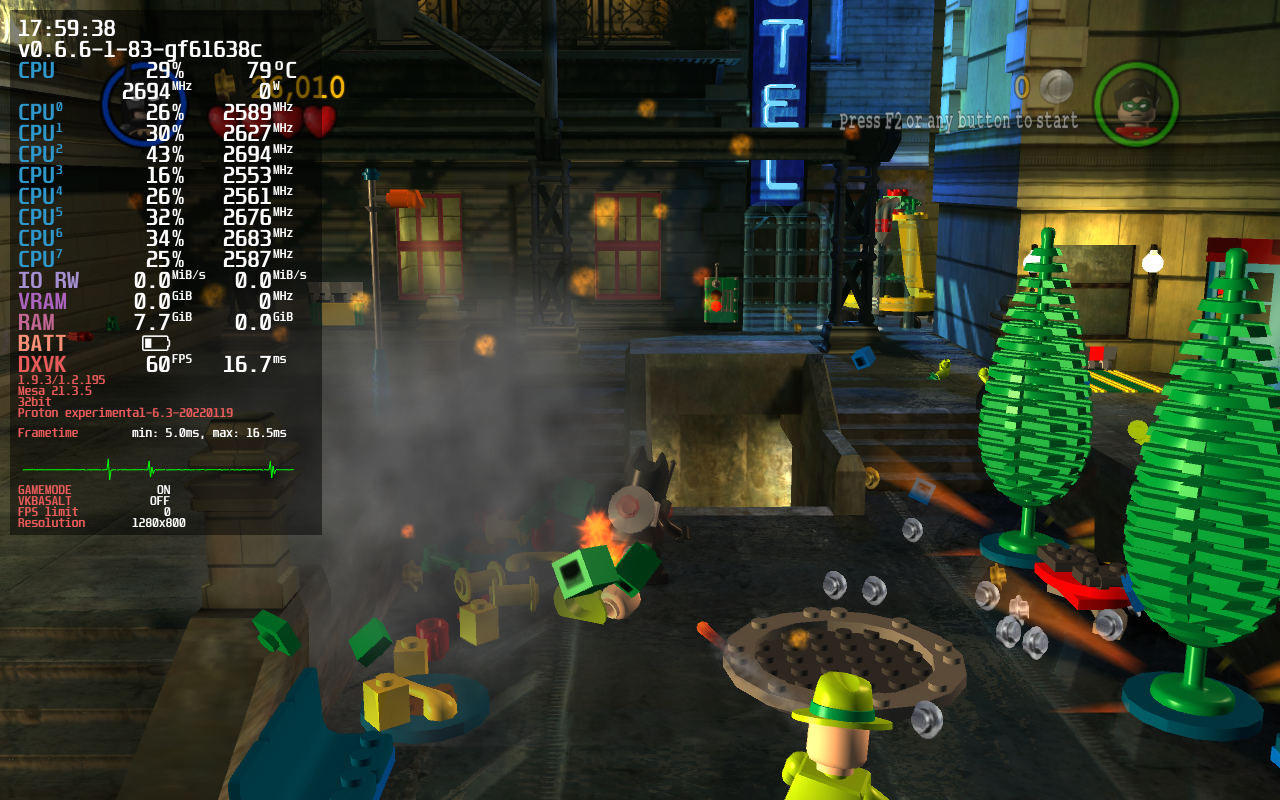 17:59:38
v0.6.6-1-83-gf61638c
CPU 29% 79°C
2694MHz 0W
CPU0 26% 2589MHz
CPU1 30% 2627MHz
CPU2 43% 2694MHz
CPU3 16% 2553MHz
CPU4 26% 2561MHz
CPU5 32% 2676MHz
CPU6 34% 2683MHz
CPU7 25% 2587MHz
IO RW 0.0MiB/s 0.0MiB/s
VRAM 0.0GiB 0MHz
RAM 7.7GiB 0.0GiB
BATT
DXVK 60FPS 16.7ms
1.9.3/1.2.195
Mesa 21.3.5
32bit
Proton experimental-6.3-20220119
Frametime min: 5.0ms, max: 16.5ms
GAMEMODE ON
VKBASALT OFF
FPS limit 0
Resolution 1280x800
TEL
0
Press F2 or any button to start